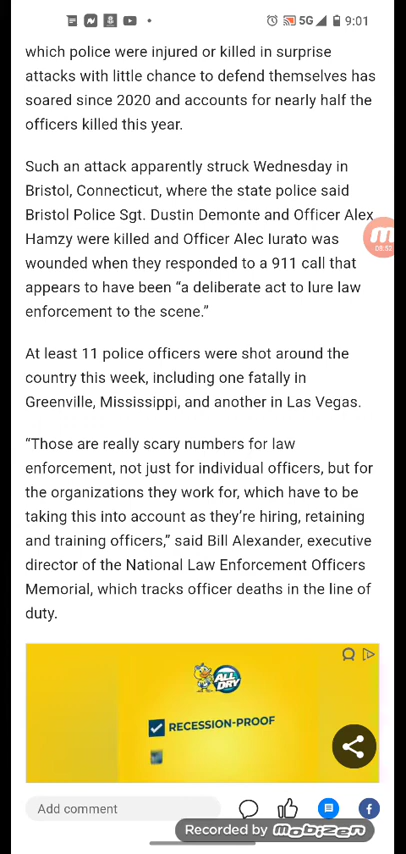 5G 9:01
which police were injured or killed in surprise
attacks with little chance to defend themselves has
soared since 2020 and accounts for nearly half the
officers killed this year.
Such an attack apparently struck Wednesday in
Bristol, Connecticut, where the state police said
Bristol Police Sgt. Dustin Demonte and Officer Alex
Hamzy were killed and Officer Alec Iurato was
wounded when they responded to a 911 call that
appears to have been “a deliberate act to lure law
enforcement to the scene.”
At least 11 police officers were shot around the
country this week, including one fatally in
Greenville, Mississippi, and another in Las Vegas.
“Those are really scary numbers for law
enforcement, not just for individual officers, but for
the organizations they work for, which have to be
taking this into account as they’re hiring, retaining
and training officers,” said Bill Alexander, executive
director of the National Law Enforcement Officers
Memorial, which tracks officer deaths in the line of
duty.
ALL
DRY
RECESSION-PROOF
Add comment
Recorded by mobizen